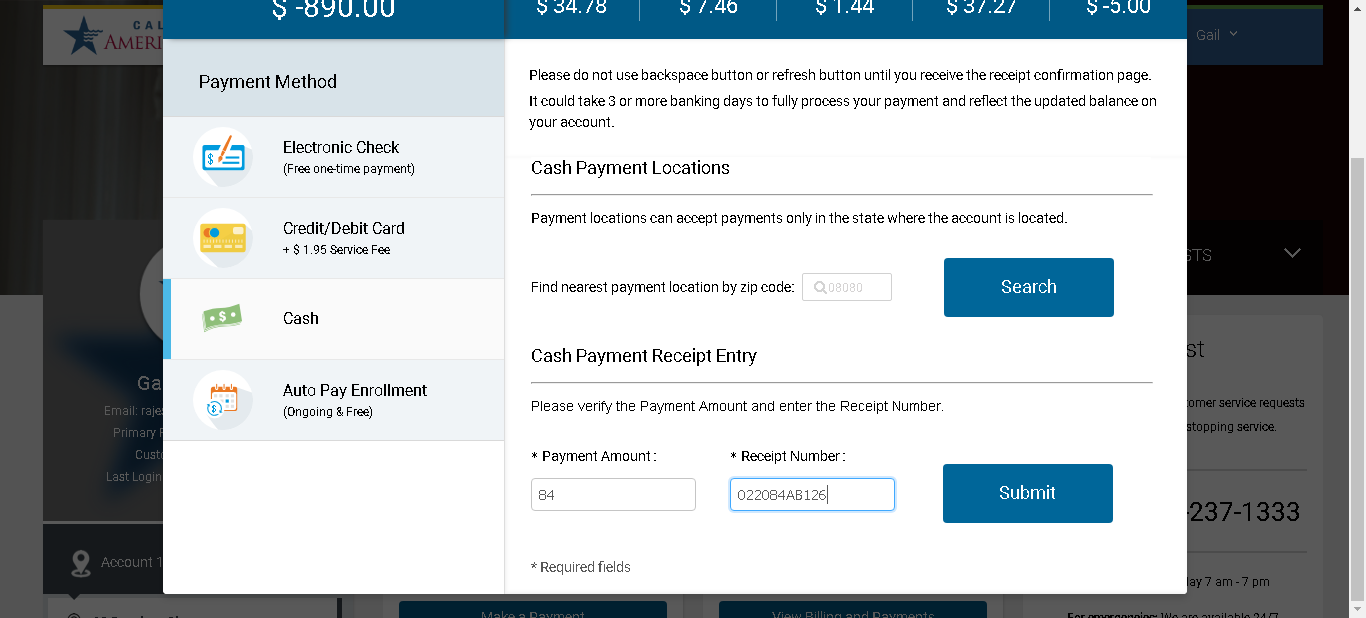 $ -890.00
$ 34.78
$ 7.46
$ 1.44
$ 37.27
$ -5.00
CAL
AMERI
Gail
Payment Method
Electronic Check
(Free one-time payment)
Credit/Debit Card
+ $ 1.95 Service Fee
Cash
Auto Pay Enrollment
(Ongoing & Free)
Please do not use backspace button or refresh button until you receive the receipt confirmation page.
It could take 3 or more banking days to fully process your payment and reflect the updated balance on
your account.
Cash Payment Locations
Payment locations can accept payments only in the state where the account is located.
Find nearest payment location by zip code:
08080
Search
Cash Payment Receipt Entry
Please verify the Payment Amount and enter the Receipt Number.
* Payment Amount :
* Receipt Number :
84
022084AB126
Submit
* Required fields
STS
Ga
Email: raje
Primary
Custo
Last Login
Account 1
st
omer service requests
stopping service.
-237-1333
day 7 am - 7 pm
For emergencies: We are available 24/7
Make a Payment
View Billing and Payments